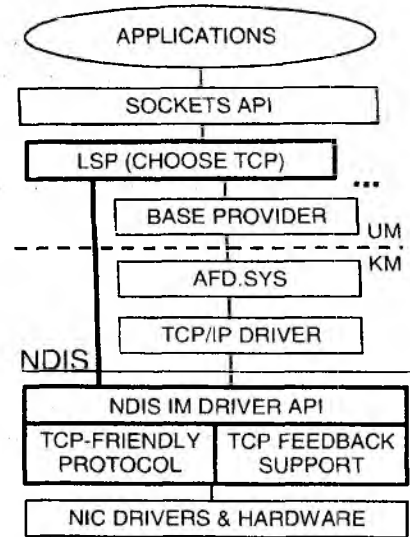 APPLICATIONS
SOCKETS API
LSP (CHOOSE TCP)
...
BASE PROVIDER
UM
KM
AFD.SYS
TCP/IP DRIVER
NDIS
NDIS IM DRIVER API
TCP-FRIENDLY
PROTOCOL
TCP FEEDBACK
SUPPORT
NIC DRIVERS & HARDWARE